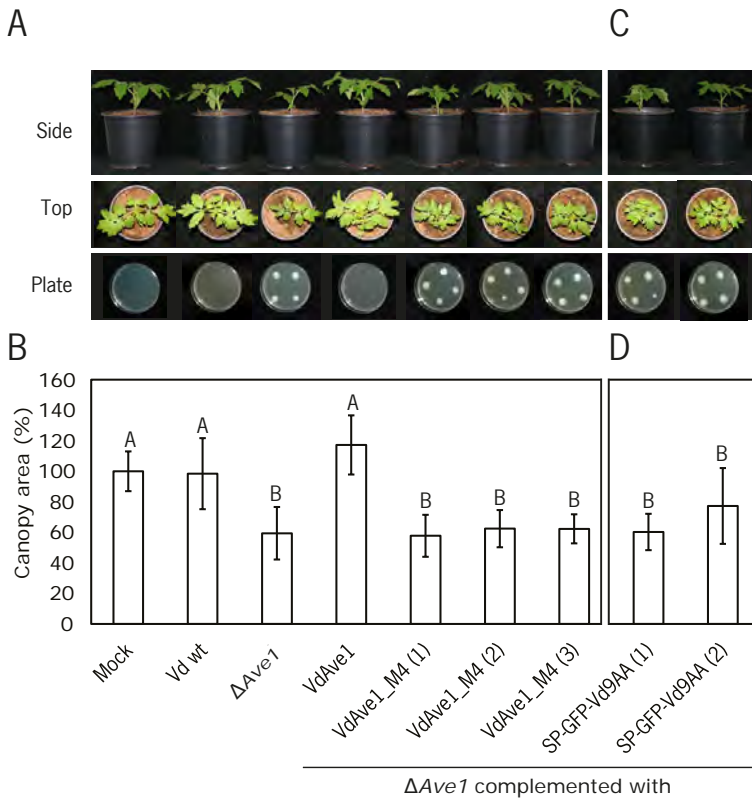 A
C
Side
Top
Plate
B
D
Canopy area (%)
160
140
120
100
80
60
40
20
0
A
A
B
A
B
B
B
B
B
Mock
Vd wt
ΔAve1
VdAve1
VdAve1_M4 (1)
VdAve1_M4 (2)
VdAve1_M4 (3)
SP-GFP-Vd9AA (1)
SP-GFP-Vd9AA (2)
ΔAve1 complemented with